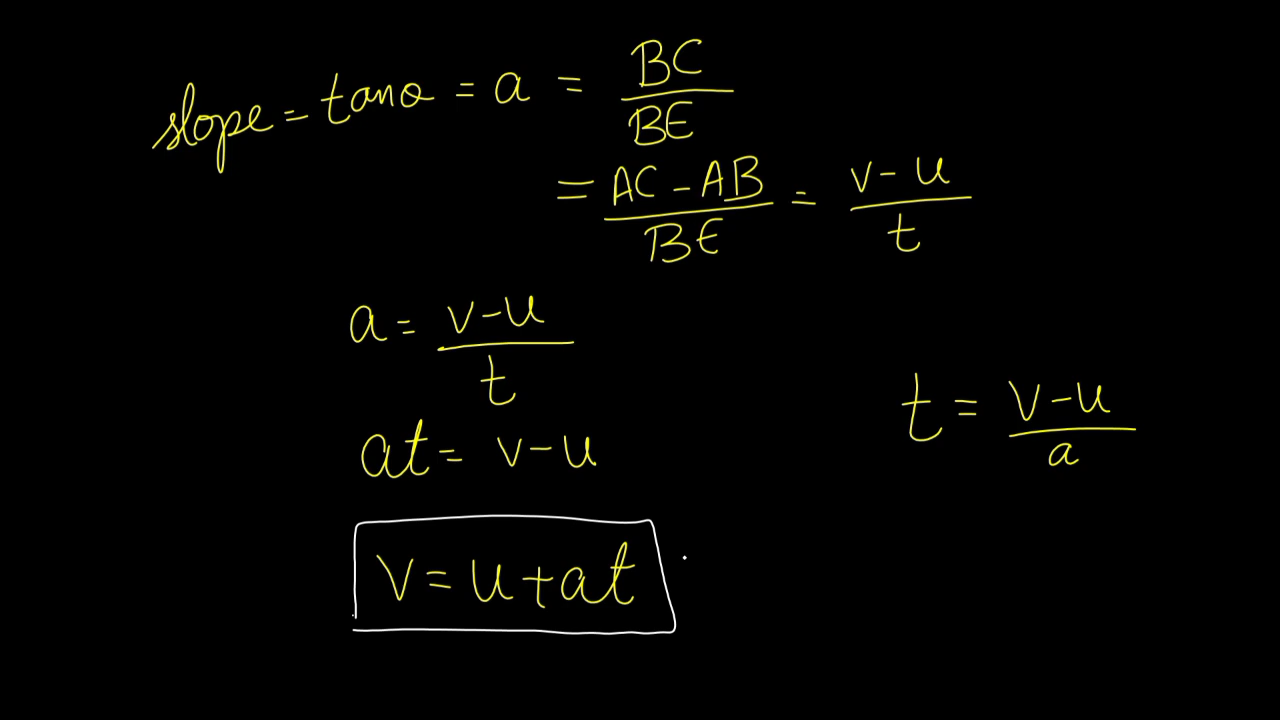 slope = tanθ = a = BC/BE
= AC - AB/BE = v - u/t
a = v - u/t
t = v - u/a
at = v - u
v = u + at